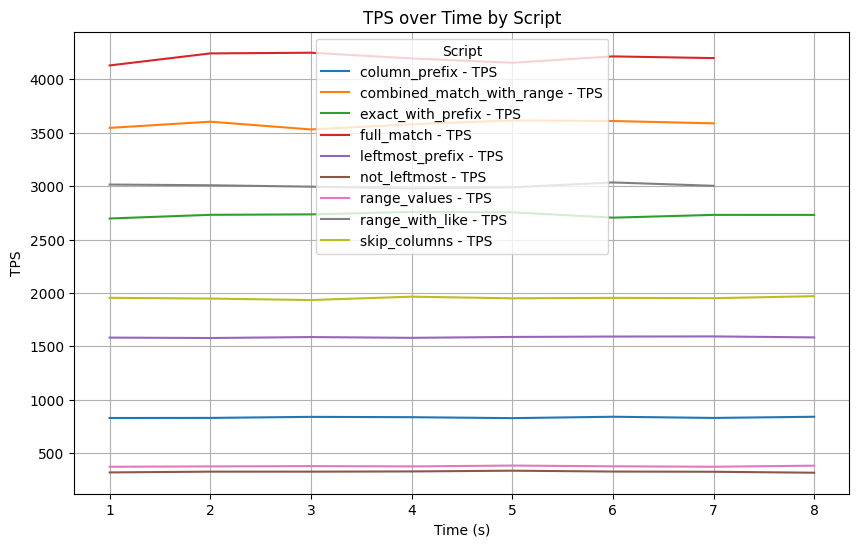 TPS over Time by Script
Script
column_prefix - TPS
combined_match_with_range - TPS
exact_with_prefix - TPS
full_match - TPS
leftmost_prefix - TPS
not_leftmost - TPS
range_values - TPS
range_with_like - TPS
skip_columns - TPS
TPS
4000
3500
3000
2500
2000
1500
1000
500
1 2 3 4 5 6 7 8
Time (s)